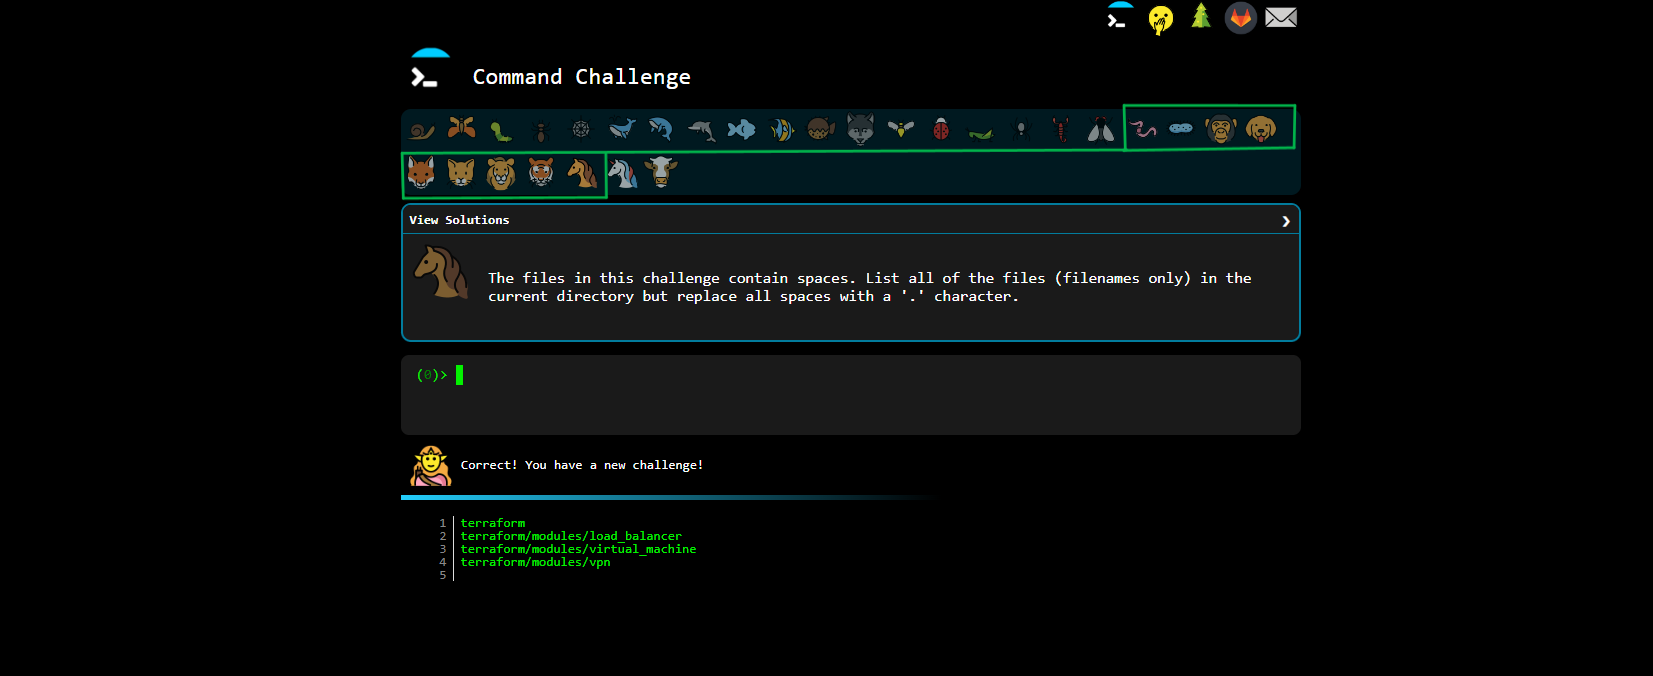 Command Challenge
View Solutions
The files in this challenge contain spaces. List all of the files (filenames only) in the
current directory but replace all spaces with a '.' character.
(0)>
Correct! You have a new challenge!
1 terraform
2 terraform/modules/load_balancer
3 terraform/modules/virtual_machine
4 terraform/modules/vpn
5